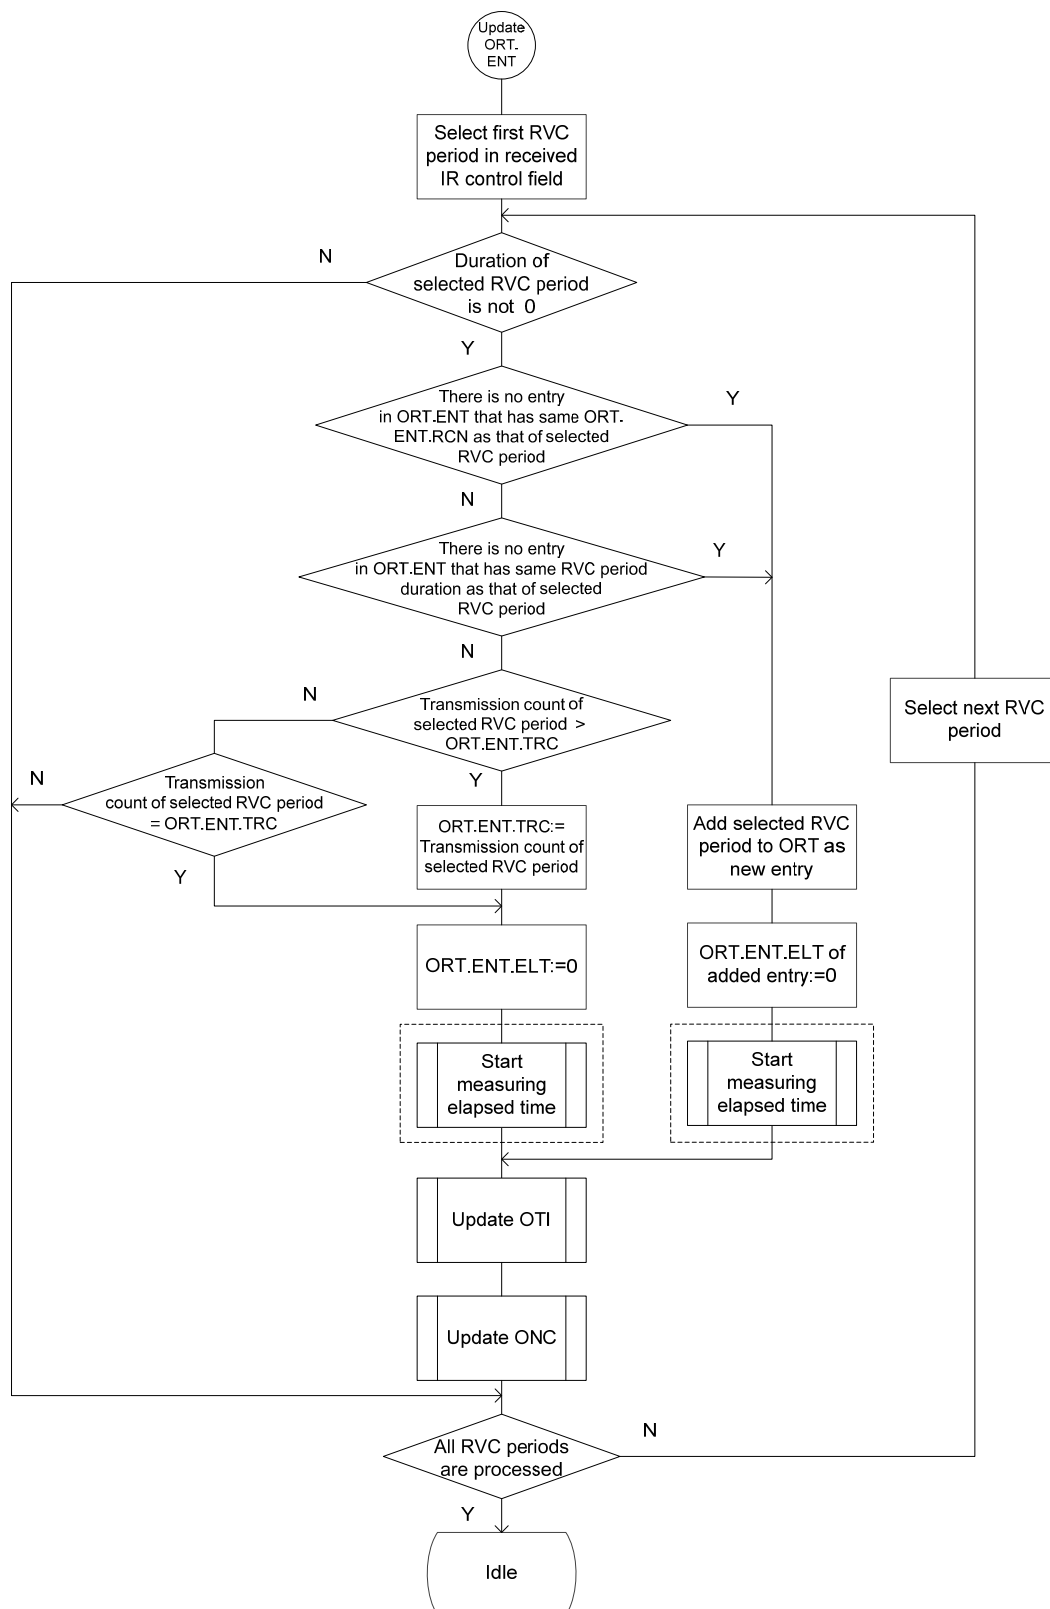 Update
ORT.
ENT
Select first RVC
period in received
IR control field
N
Duration of
selected RVC period
is not 0
Y
There is no entry
in ORT.ENT that has same ORT.
ENT.RCN as that of selected
RVC period
Y
N
There is no entry
in ORT.ENT that has same RVC period
duration as that of selected
RVC period
Y
N
N
Transmission count of
selected RVC period >
ORT.ENT.TRC
Select next RVC
period
N
Transmission
count of selected RVC period
= ORT.ENT.TRC
Y
Y
ORT.ENT.TRC:=
Transmission count of
selected RVC period
Add selected RVC
period to ORT as
new entry
ORT.ENT.ELT:=0
ORT.ENT.ELT of
added entry:=0
Start
measuring
elapsed time
Start
measuring
elapsed time
Update OTI
Update ONC
All RVC periods
are processed
N
Y
Idle